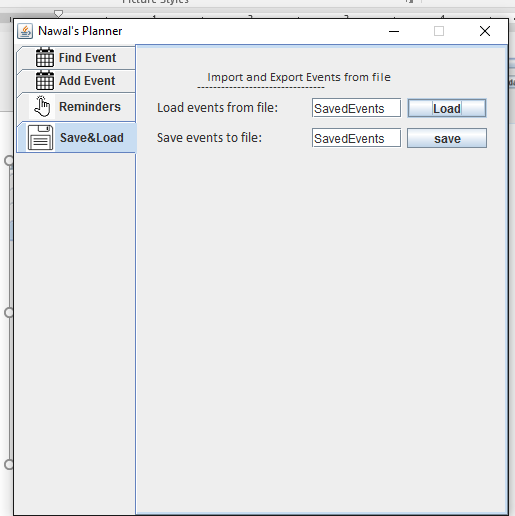 Picture Styles
Nawal's Planner
Find Event
Add Event
Reminders
Save&Load
Import and Export Events from file
Load events from file: SavedEvents Load
Save events to file: SavedEvents save